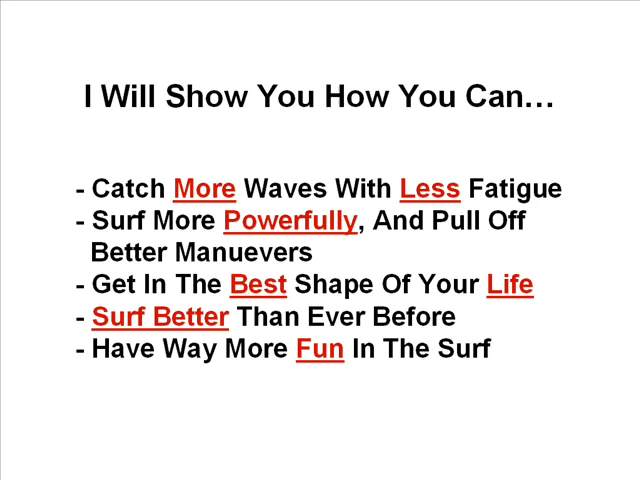 I Will Show You How You Can…
- Catch More Waves With Less Fatigue
- Surf More Powerfully, And Pull Off
Better Manuevers
- Get In The Best Shape Of Your Life
- Surf Better Than Ever Before
- Have Way More Fun In The Surf